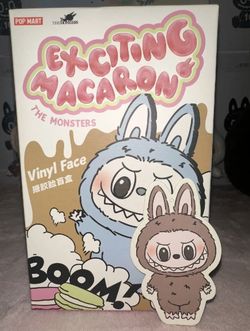 POP MART
EXCITING
MACARON
THE MONSTERS
Vinyl Face
搪胶脸盲盒
BOOM!